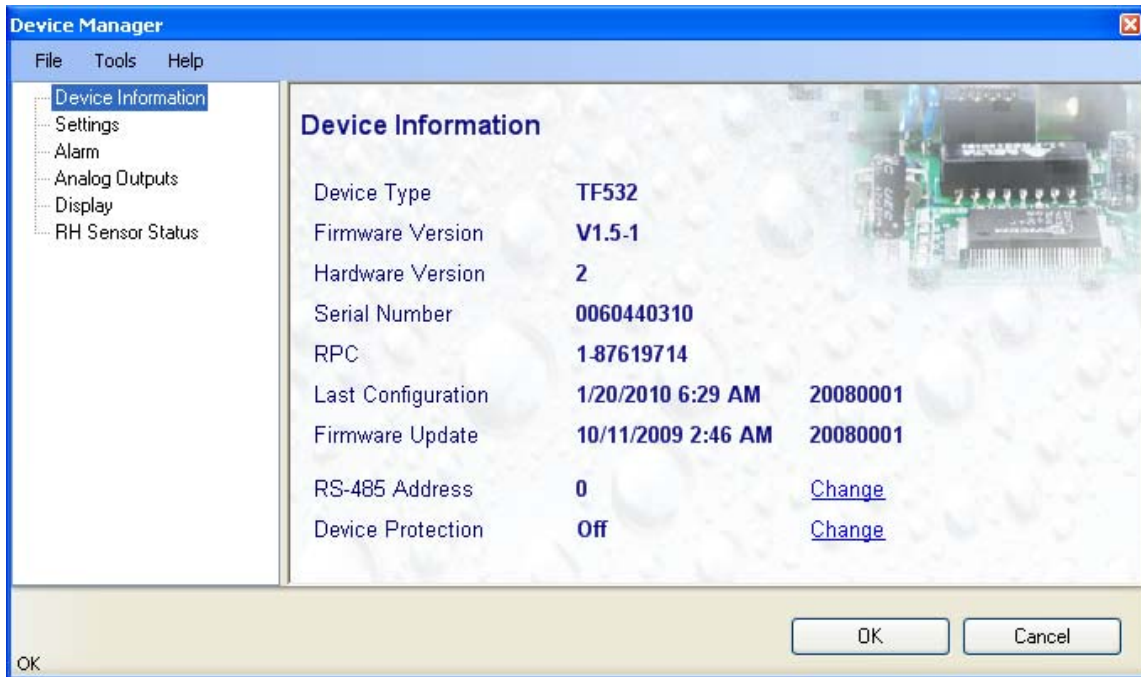 Device Manager
File Tools Help
Device Information
Settings
Alarm
Analog Outputs
Display
RH Sensor Status
Device Information
Device Type TF532
Firmware Version V1.5-1
Hardware Version 2
Serial Number 0060440310
RPC 1-87619714
Last Configuration 1/20/2010 6:29 AM 20080001
Firmware Update 10/11/2009 2:46 AM 20080001
RS-485 Address 0 Change
Device Protection Off Change
OK Cancel
OK